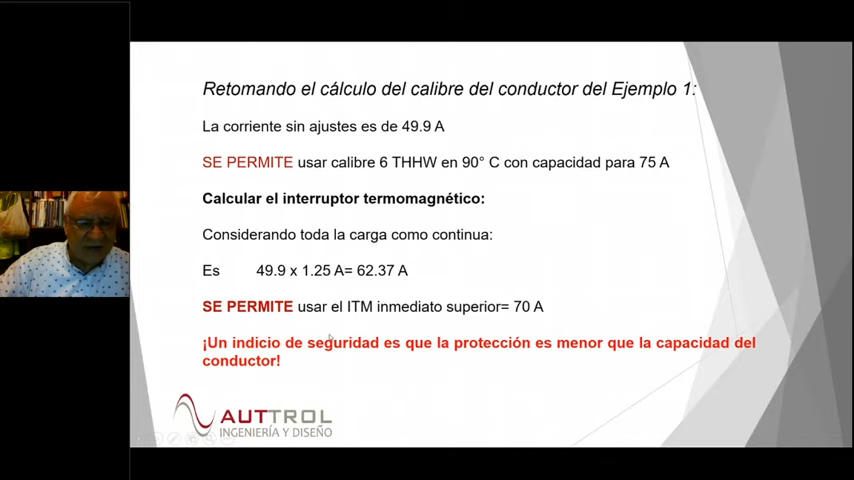 Retomando el cálculo del calibre del conductor del Ejemplo 1:
La corriente sin ajustes es de 49.9 A
SE PERMITE usar calibre 6 THHW en 90° C con capacidad para 75 A
Calcular el interruptor termomagnético:
Considerando toda la carga como continua:
Es 49.9 x 1.25 A= 62.37 A
SE PERMITE usar el ITM inmediato superior= 70 A
¡Un indicio de seguridad es que la protección es menor que la capacidad del
conductor!
AUTTROL
INGENIERÍA Y DISEÑO